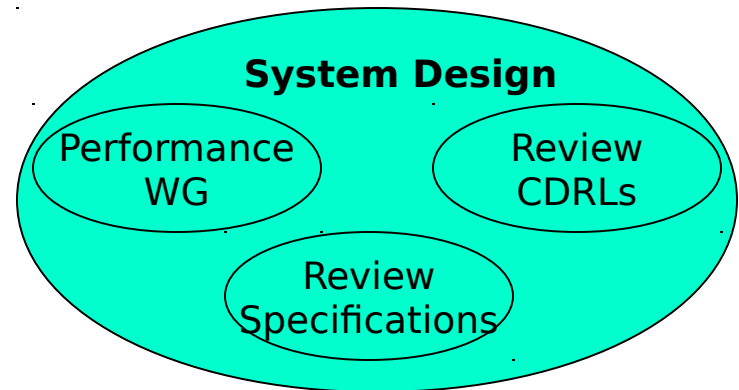 System Design
Performance
WG
Review
CDRLs
Review
Specifications